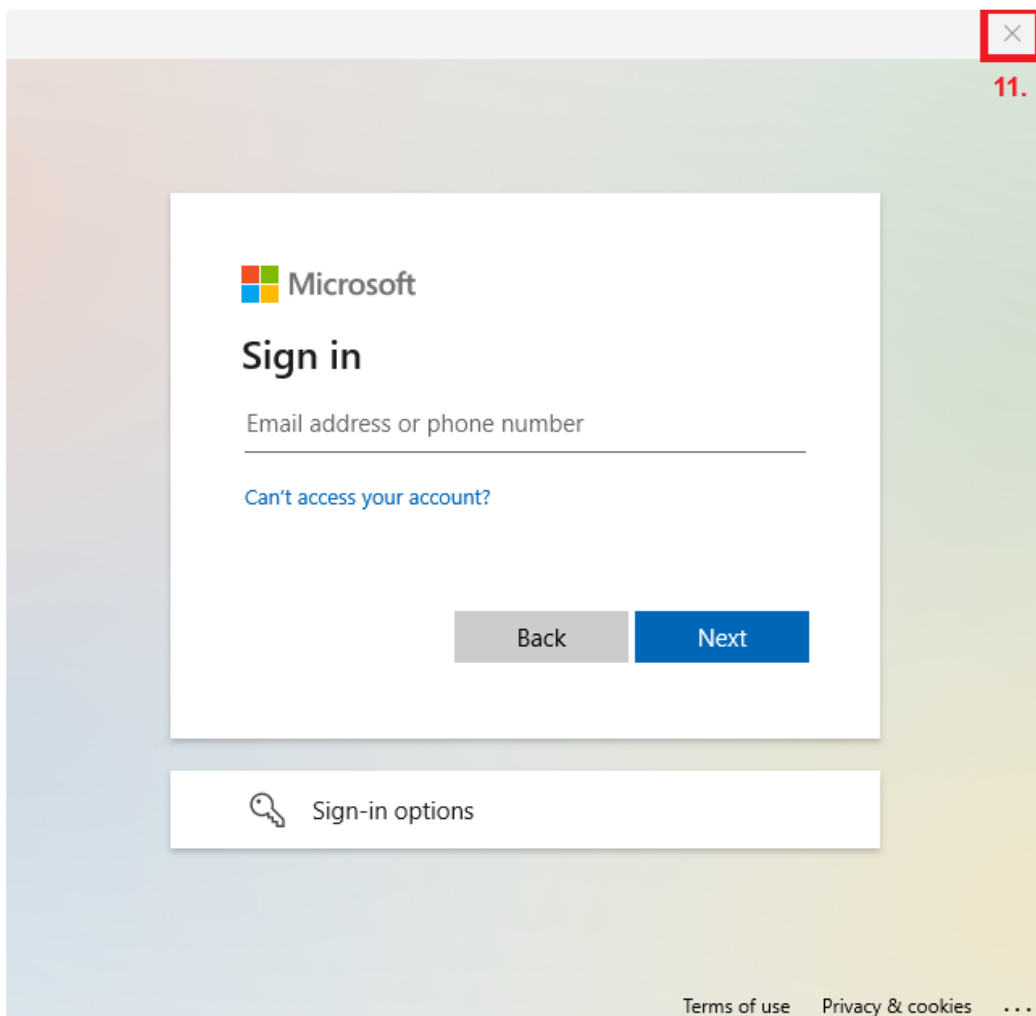 11.
Microsoft
Sign in
Email address or phone number
Can't access your account?
Back Next
Sign-in options
Terms of use Privacy & cookies ...